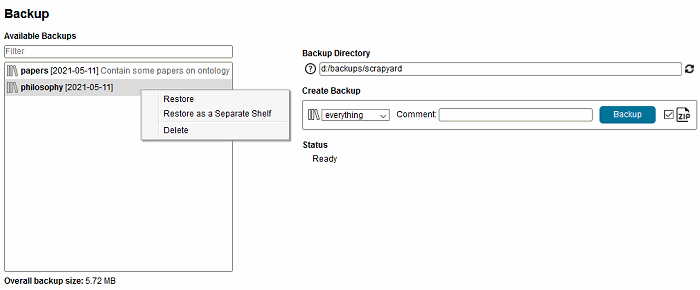 Backup
Available Backups
Filter
papers [2021-05-11] Contain some papers on ontology
philosophy [2021-05-11]
Restore
Restore as a Separate Shelf
Delete
Overall backup size: 5.72 MB
Backup Directory
? d:/backups/scrapyard
Create Backup
everything Comment: Backup ZIP
Status
Ready